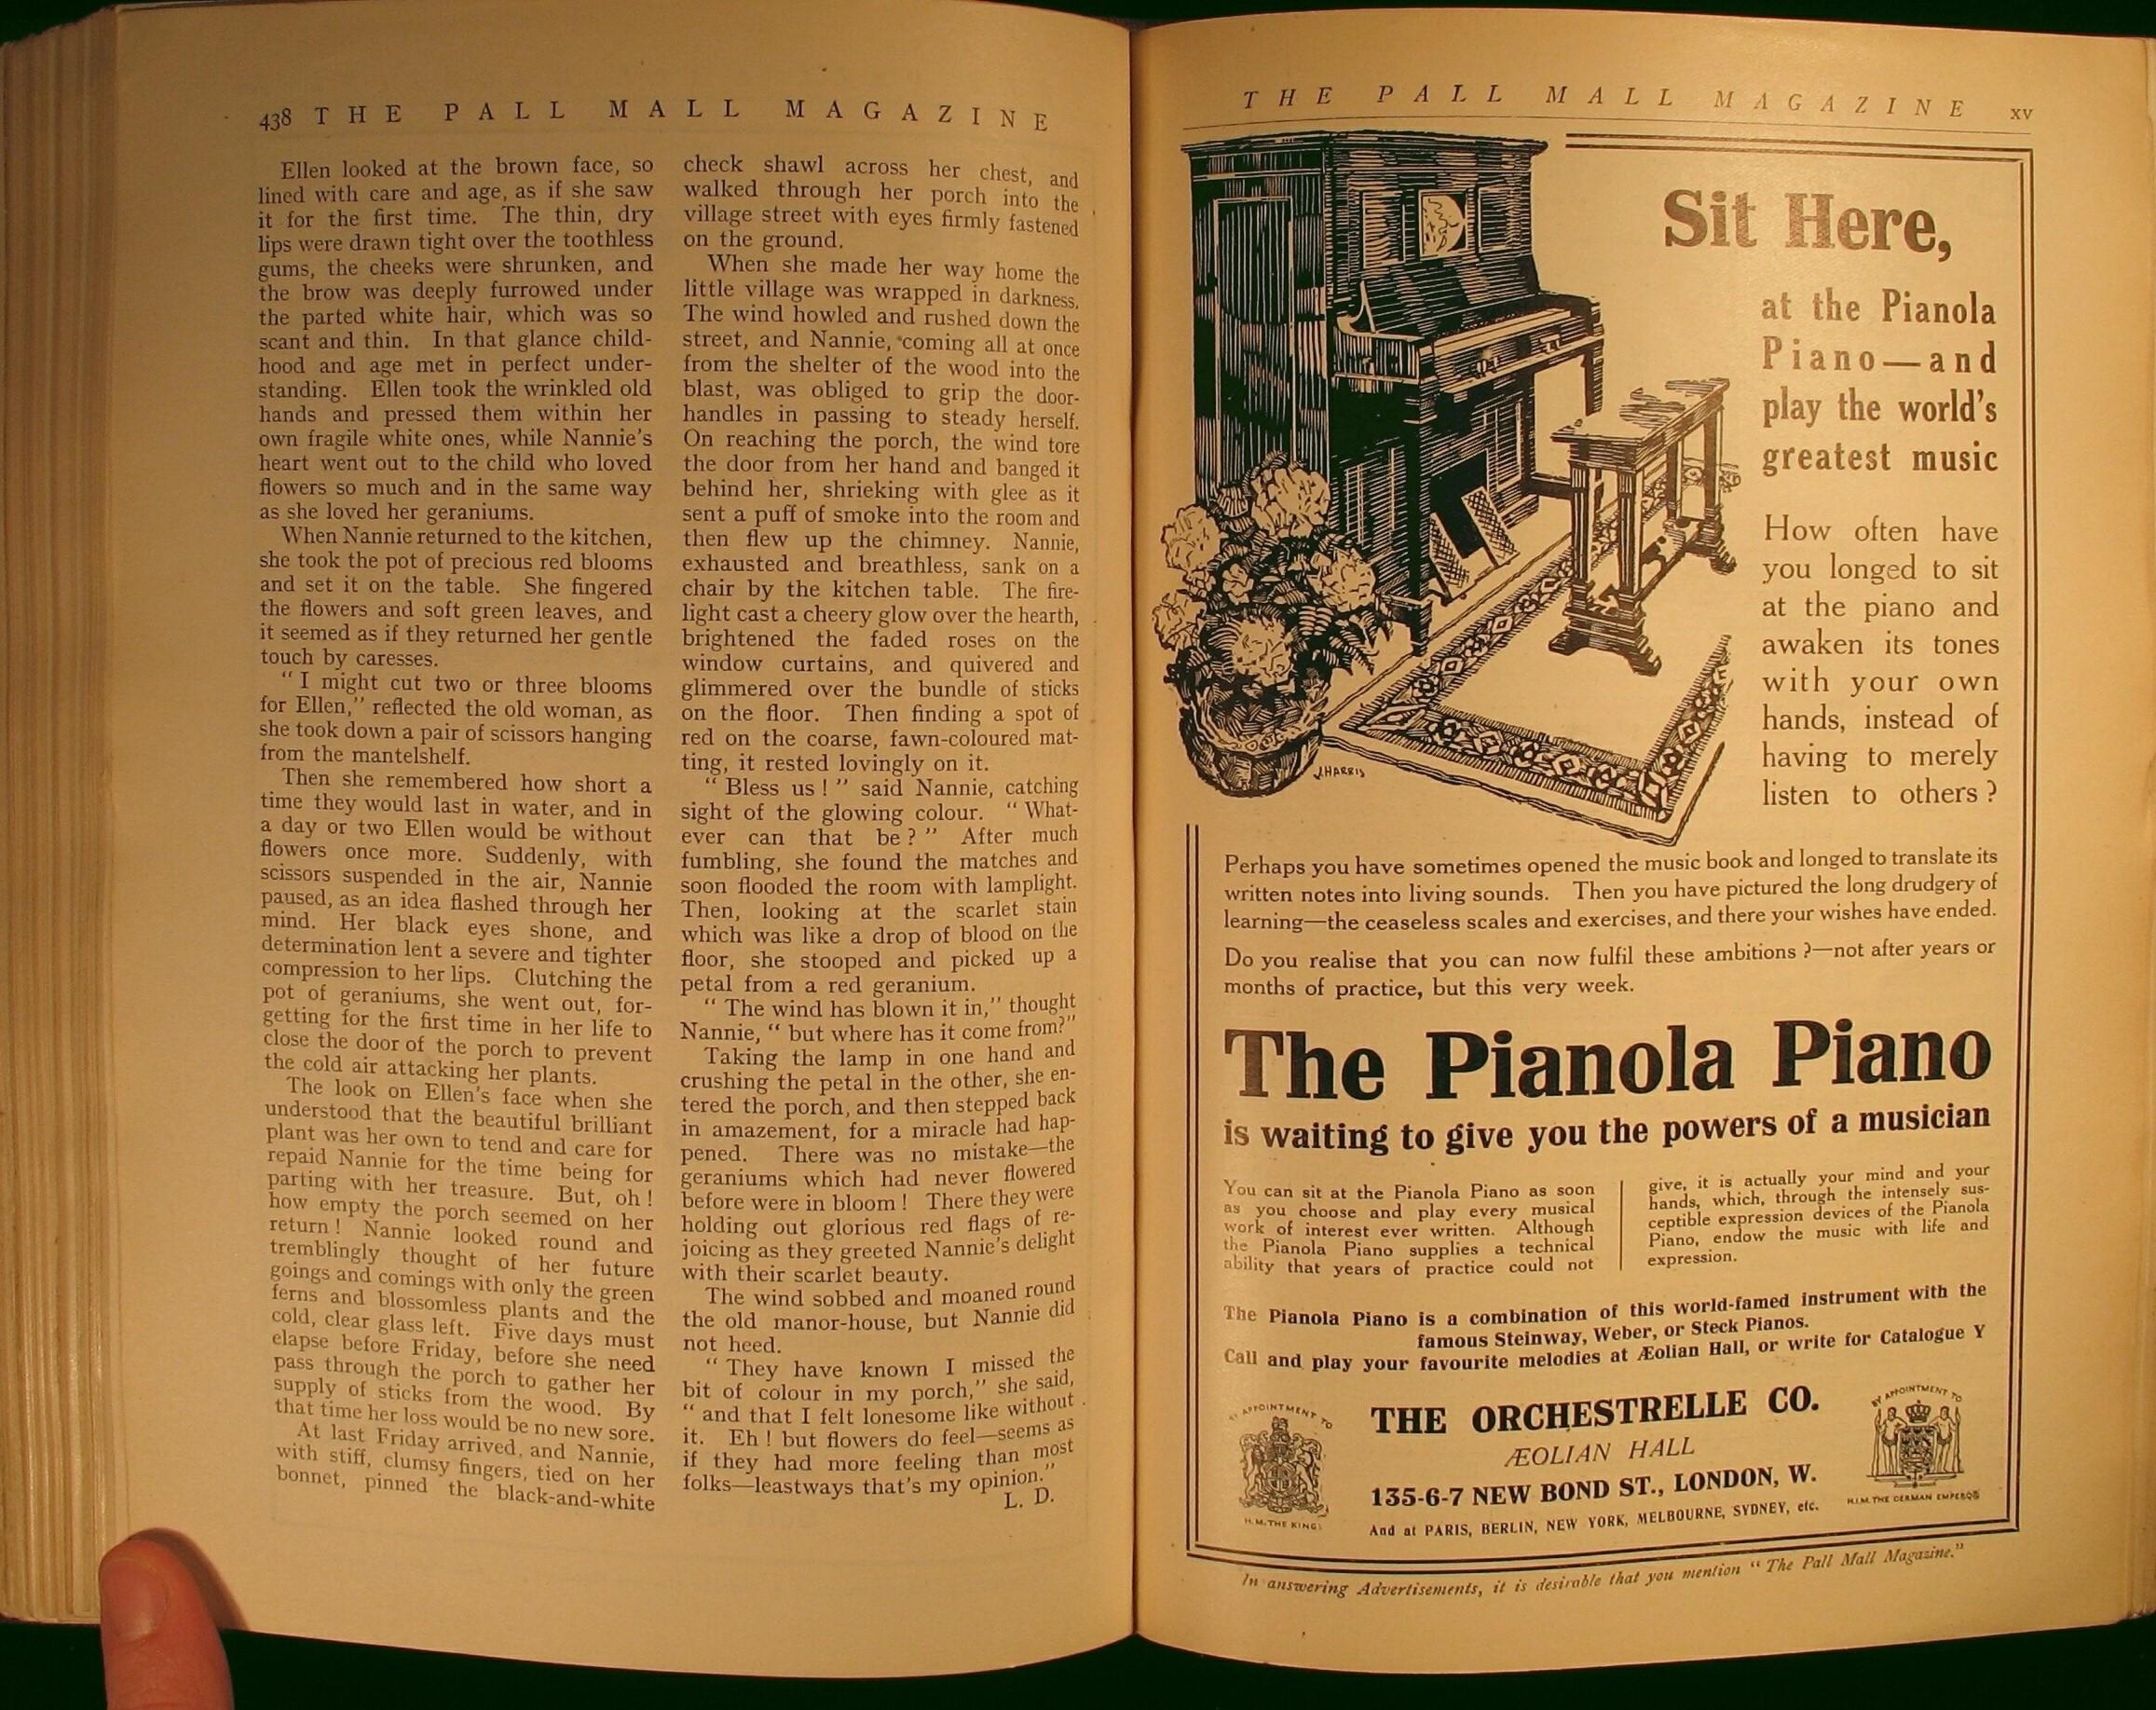 438 THE PALL MALL MAGAZINE
Ellen looked at the brown face, so
lined with care and age, as if she saw
it for the first time. The thin, dry
lips were drawn tight over the toothless
gums, the cheeks were shrunken, and
the brow was deeply furrowed under
the parted white hair, which was so
scant and thin. In that glance child-
hood and age met in perfect under-
standing. Ellen took the wrinkled old
hands and pressed them within her
own fragile white ones, while Nannie's
heart went out to the child who loved
flowers so much and in the same way
as she loved her geraniums.
When Nannie returned to the kitchen,
she took the pot of precious red blooms
and set it on the table. She fingered
the flowers and soft green leaves, and
it seemed as if they returned her gentle
touch by caresses.
“I might cut two or three blooms
for Ellen,” reflected the old woman, as
she took down a pair of scissors hanging
from the mantelshelf.
Then she remembered how short a
time they would last in water, and in
a day or two Ellen would be without
flowers once more. Suddenly, with
scissors suspended in the air, Nannie
paused, as an idea flashed through her
mind. Her black eyes shone, and
determination lent a severe and tighter
compression to her lips. Clutching the
pot of geraniums, she went out, for-
getting for the first time in her life to
close the door of the porch to prevent
the cold air attacking her plants.
The look on Ellen's face when she
understood that the beautiful brilliant
plant was her own to tend and care for
repaid Nannie for the time being for
parting with her treasure. But, oh!
how empty the porch seemed on her
return! Nannie looked round and
tremblingly thought of her future
goings and comings with only the green
ferns and blossomless plants and the
cold, clear glass left. Five days must
elapse before Friday, before she need
pass through the porch to gather her
supply of sticks from the wood. By
that time her loss would be no new sore.
At last Friday arrived, and Nannie,
with stiff, clumsy fingers, tied on her
bonnet, pinned the black-and-white
check shawl across her chest, and
walked through her porch into the
village street with eyes firmly fastened
on the ground.
When she made her way home the
little village was wrapped in darkness.
The wind howled and rushed down the
street, and Nannie, coming all at once
from the shelter of the wood into the
blast, was obliged to grip the door-
handles in passing to steady herself.
On reaching the porch, the wind tore
the door from her hand and banged it
behind her, shrieking with glee as it
sent a puff of smoke into the room and
then flew up the chimney. Nannie,
exhausted and breathless, sank on a
chair by the kitchen table. The fire-
light cast a cheery glow over the hearth,
brightened the faded roses on the
window curtains, and quivered and
glimmered over the bundle of sticks
on the floor. Then finding a spot of
red on the coarse, fawn-coloured mat-
ting, it rested lovingly on it.
“Bless us!” said Nannie, catching
sight of the glowing colour. “What-
ever can that be?” After much
fumbling, she found the matches and
soon flooded the room with lamplight.
Then, looking at the scarlet stain
which was like a drop of blood on the
floor, she stooped and picked up a
petal from a red geranium.
“The wind has blown it in,” thought
Nannie, “but where has it come from?”
Taking the lamp in one hand and
crushing the petal in the other, she en-
tered the porch, and then stepped back
in amazement, for a miracle had hap-
pened. There was no mistake—the
geraniums which had never flowered
before were in bloom! There they were
holding out glorious red flags of re-
joicing as they greeted Nannie's delight
with their scarlet beauty.
The wind sobbed and moaned round
the old manor-house, but Nannie did
not heed.
“They have known I missed the
bit of colour in my porch,” she said,
“and that I felt lonesome like without
it. Eh! but flowers do feel—seems as
if they had more feeling than most
folks—leastways that's my opinion.”
L. D.
THE PALL MALL MAGAZINE xv
Sit Here,
at the Pianola
Piano—and
play the world's
greatest music
How often have
you longed to sit
at the piano and
awaken its tones
with your own
hands, instead of
having to merely
listen to others?
J. HARRIS
Perhaps you have sometimes opened the music book and longed to translate its
written notes into living sounds. Then you have pictured the long drudgery of
learning—the ceaseless scales and exercises, and there your wishes have ended.
Do you realise that you can now fulfil these ambitions?—not after years or
months of practice, but this very week.
The Pianola Piano
is waiting to give you the powers of a musician
You can sit at the Pianola Piano as soon
as you choose and play every musical
work of interest ever written. Although
the Pianola Piano supplies a technical
ability that years of practice could not
give, it is actually your mind and your
hands, which, through the intensely sus-
ceptible expression devices of the Pianola
Piano, endow the music with life and
expression.
The Pianola Piano is a combination of this world-famed instrument with the
famous Steinway, Weber, or Steck Pianos.
Call and play your favourite melodies at Æolian Hall, or write for Catalogue Y
BY APPOINTMENT TO
H.M. THE KING
THE ORCHESTRELLE CO.
ÆOLIAN HALL
135-6-7 NEW BOND ST., LONDON, W.
And at PARIS, BERLIN, NEW YORK, MELBOURNE, SYDNEY, etc.
BY APPOINTMENT TO
H.I.M. THE GERMAN EMPEROR
In answering Advertisements, it is desirable that you mention “The Pall Mall Magazine.”